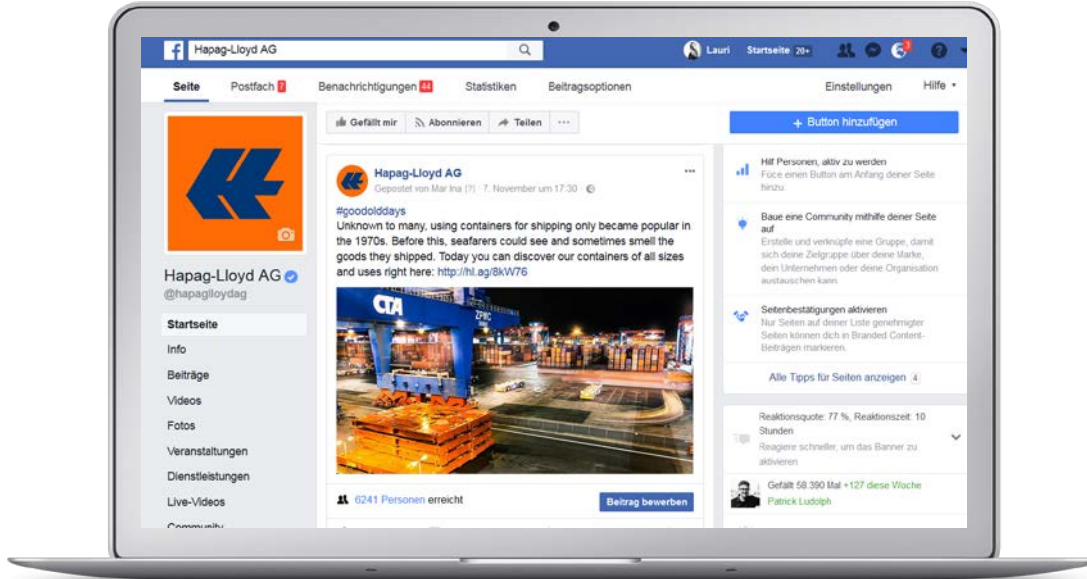 Hapag-Lloyd AG
Lauri
Startseite 20+
3
Seite
Postfach 7
Benachrichtigungen 44
Statistiken
Beitragsoptionen
Einstellungen
Hilfe
Gefällt mir
Abonnieren
Teilen
+ Button hinzufügen
Hapag-Lloyd AG
@hapaglloydag
Startseite
Info
Beiträge
Videos
Fotos
Veranstaltungen
Dienstleistungen
Live-Videos
Community
Hapag-Lloyd AG
Gepostet von Mar Ina [?] · 7. November um 17:30
#goodolddays
Unknown to many, using containers for shipping only became popular in
the 1970s. Before this, seafarers could see and sometimes smell the
goods they shipped. Today you can discover our containers of all sizes
and uses right here: http://hl.ag/8kW76
CTA
ZPMC
6241 Personen erreicht
Beitrag bewerben
Hilf Personen, aktiv zu werden
Füge einen Button am Anfang deiner Seite
hinzu.
Baue eine Community mithilfe deiner Seite
auf
Erstelle und verknüpfe eine Gruppe, damit
sich deine Zielgruppe über deine Marke,
dein Unternehmen oder deine Organisation
austauschen kann.
Seitenbestätigungen aktivieren
Nur Seiten auf deiner Liste genehmigter
Seiten können dich in Branded Content-
Beiträgen markieren.
Alle Tipps für Seiten anzeigen 4
Reaktionsquote: 77 %, Reaktionszeit: 10
Stunden
Reagiere schneller, um das Banner zu
aktivieren
Gefällt 58.390 Mal +127 diese Woche
Patrick Ludolph